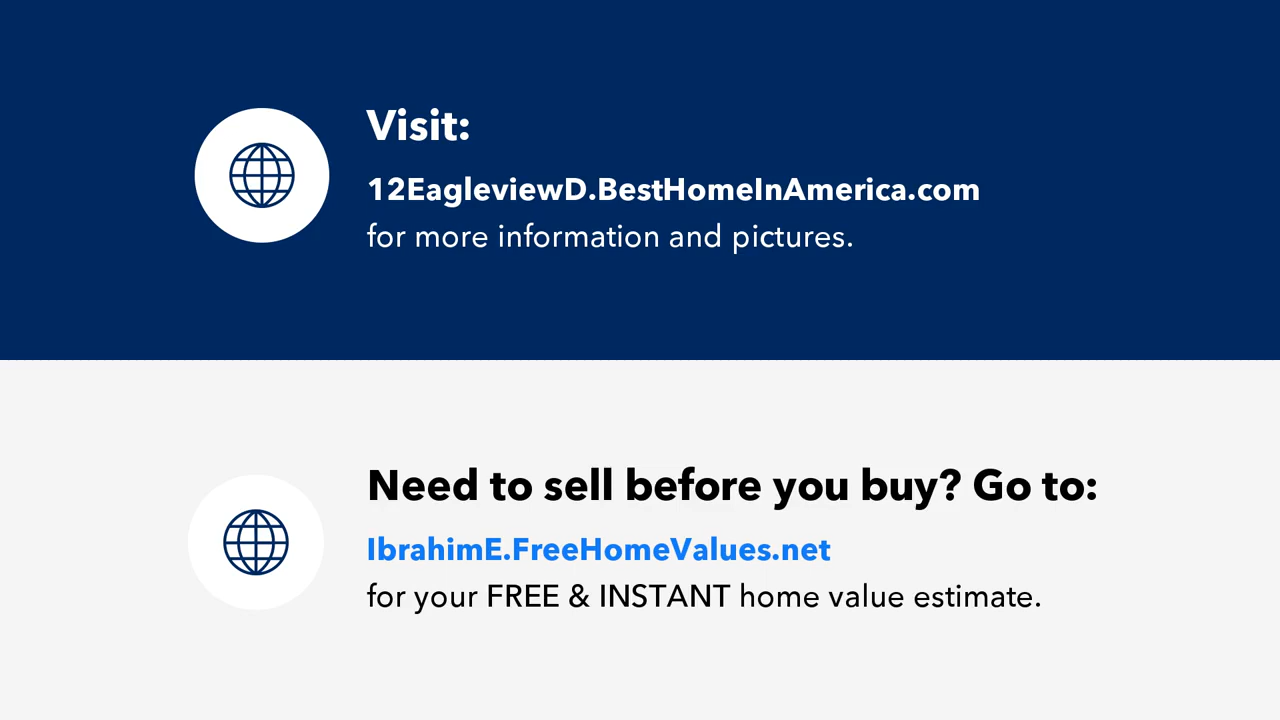 Visit:
12EagleviewD.BestHomeInAmerica.com
for more information and pictures.
Need to sell before you buy? Go to:
IbrahimE.FreeHomeValues.net
for your FREE & INSTANT home value estimate.